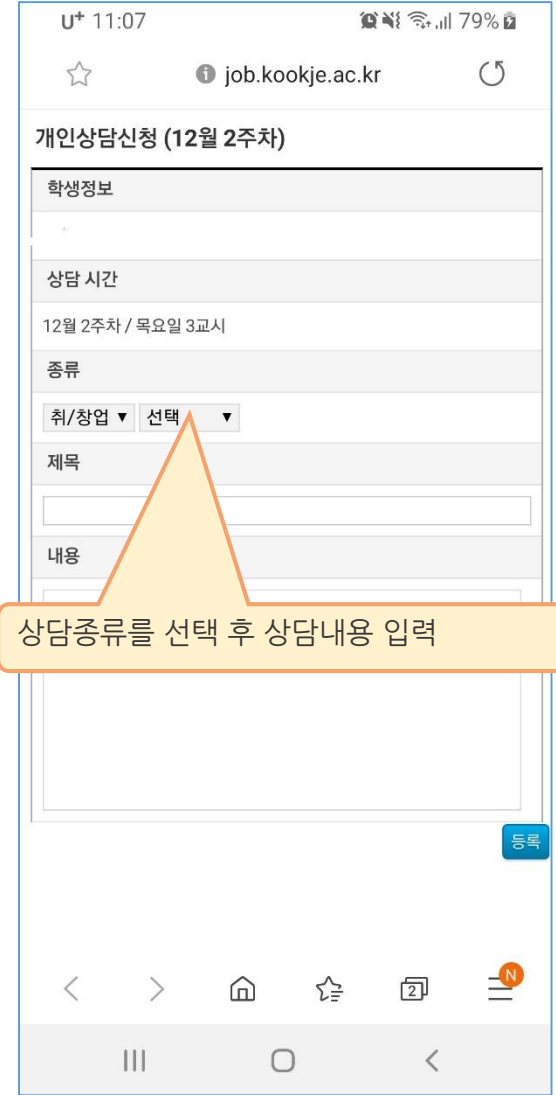 U⁺ 11:07 79%
job.kookje.ac.kr
개인상담신청 (12월 2주차)
학생정보
상담 시간
12월 2주차 / 목요일 3교시
종류
취/창업 ▼ 선택 ▼
제목
내용
상담종류를 선택 후 상담내용 입력
등록
2 N